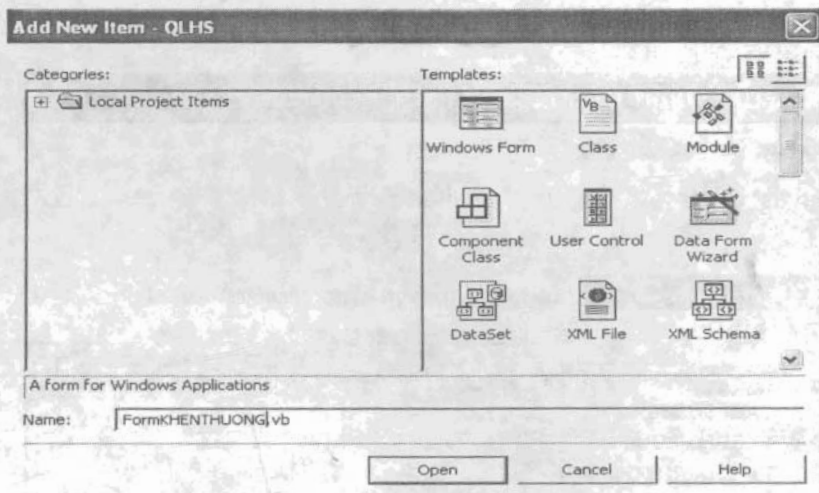 Add New Item - QLHS
Categories:
Templates:
Local Project Items
Windows Form
Class
Module
Component Class
User Control
Data Form Wizard
DataSet
XML File
XML Schema
A form for Windows Applications
Name: FormKHENTHUONG.vb
Open
Cancel
Help